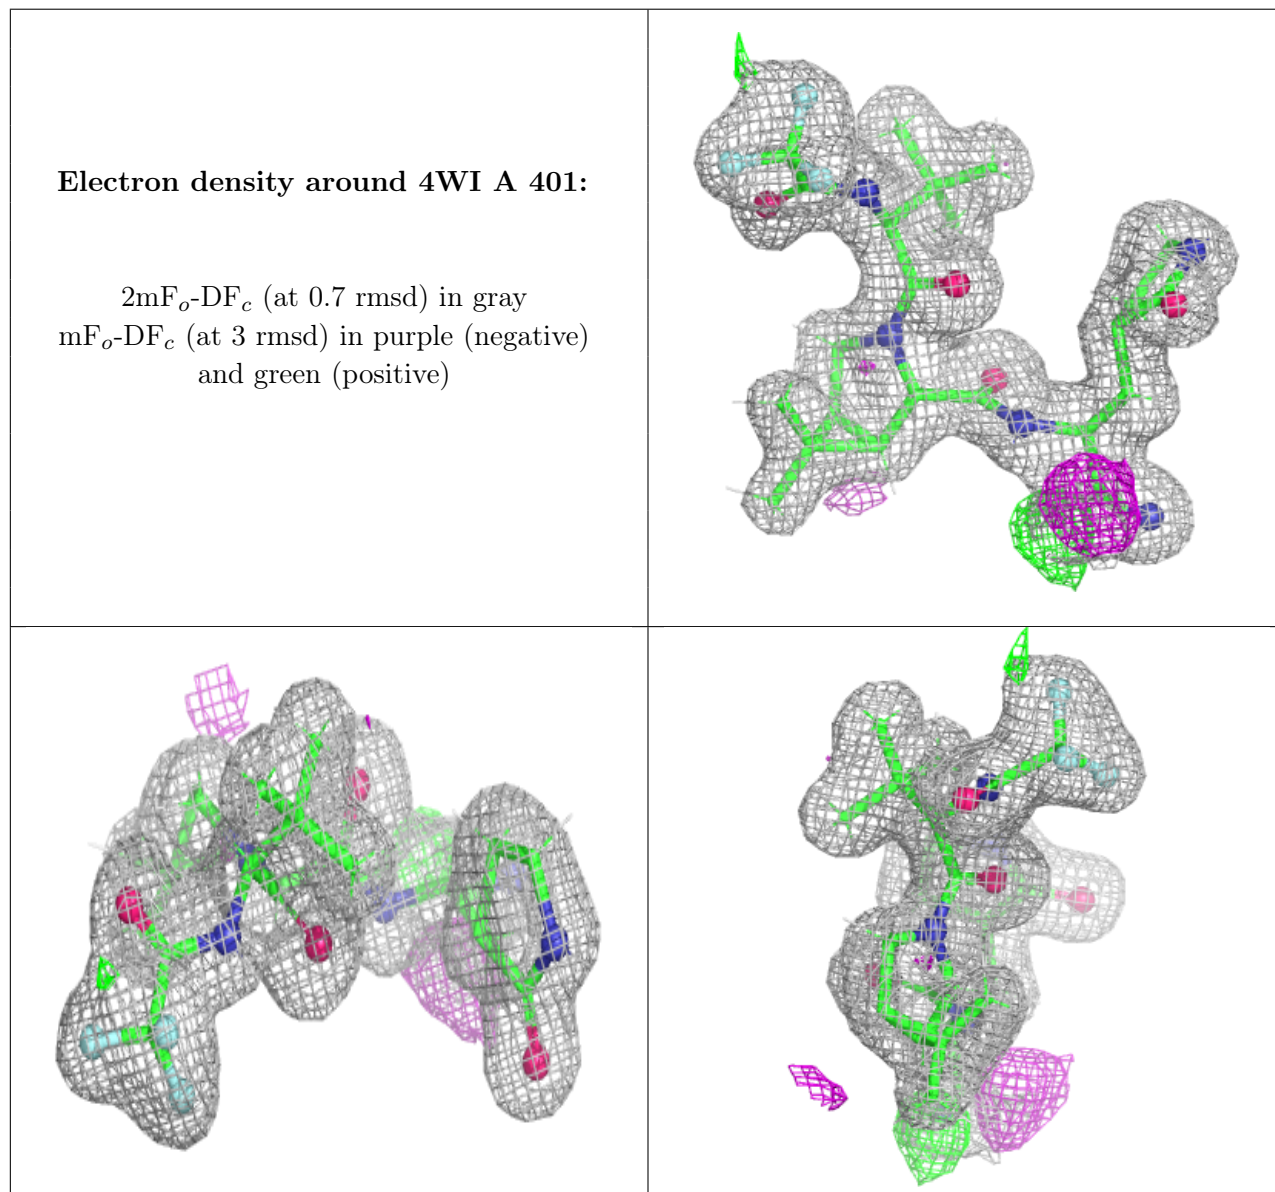 Electron density around 4WI A 401:
2mFo-DFc (at 0.7 rmsd) in gray
mFo-DFc (at 3 rmsd) in purple (negative)
and green (positive)